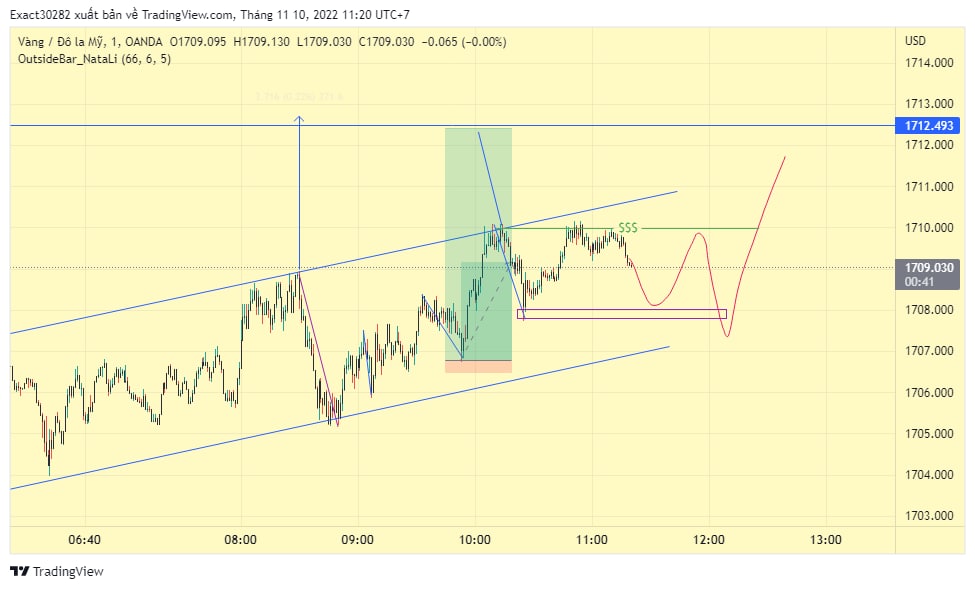 Exact30282 xuất bản về TradingView.com, Tháng 11 10, 2022 11:20 UTC+7
Vàng / Đô la Mỹ, 1, OANDA O1709.095 H1709.130 L1709.030 C1709.030 −0.065 (−0.00%)
OutsideBar_NataLi (66, 6, 5)
USD
1714.000
1713.000
1712.493
1712.000
1711.000
1710.000
$$$
1709.030
00:41
1708.000
1707.000
1706.000
1705.000
1704.000
1703.000
06:40 08:00 09:00 10:00 11:00 12:00 13:00
TradingView